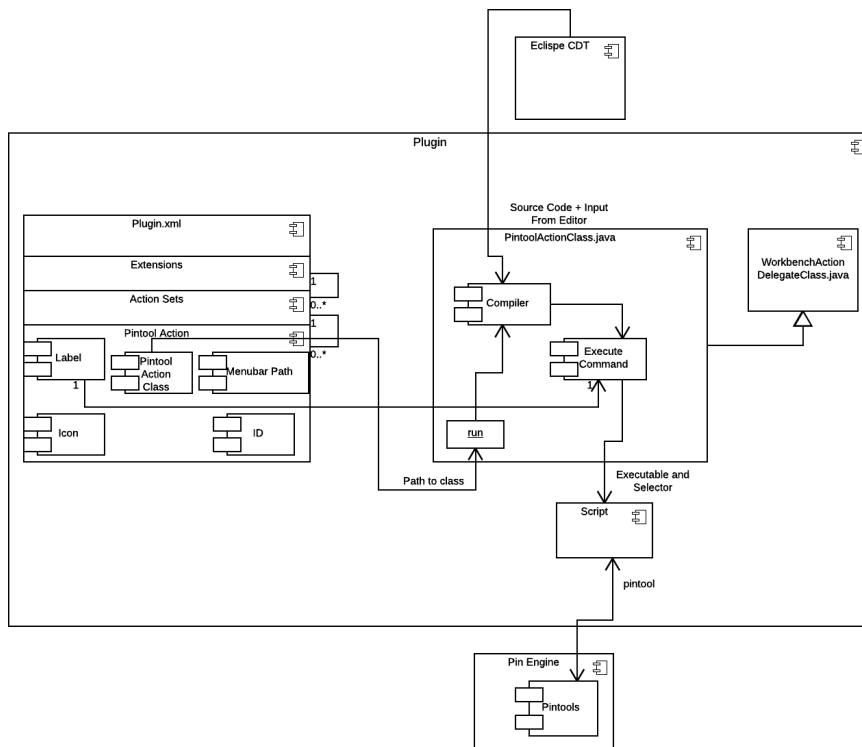 Eclispe CDT
Plugin
Source Code + Input
From Editor
Plugin.xml
PintoolActionClass.java
WorkbenchAction
DelegateClass.java
Extensions
1
Action Sets
0..*
Compiler
1
Pintool Action
0..*
Label
Pintool
Action
Class
Menubar Path
Execute
Command
1
1
Icon
ID
run
Path to class
Executable and
Selector
Script
pintool
Pin Engine
Pintools